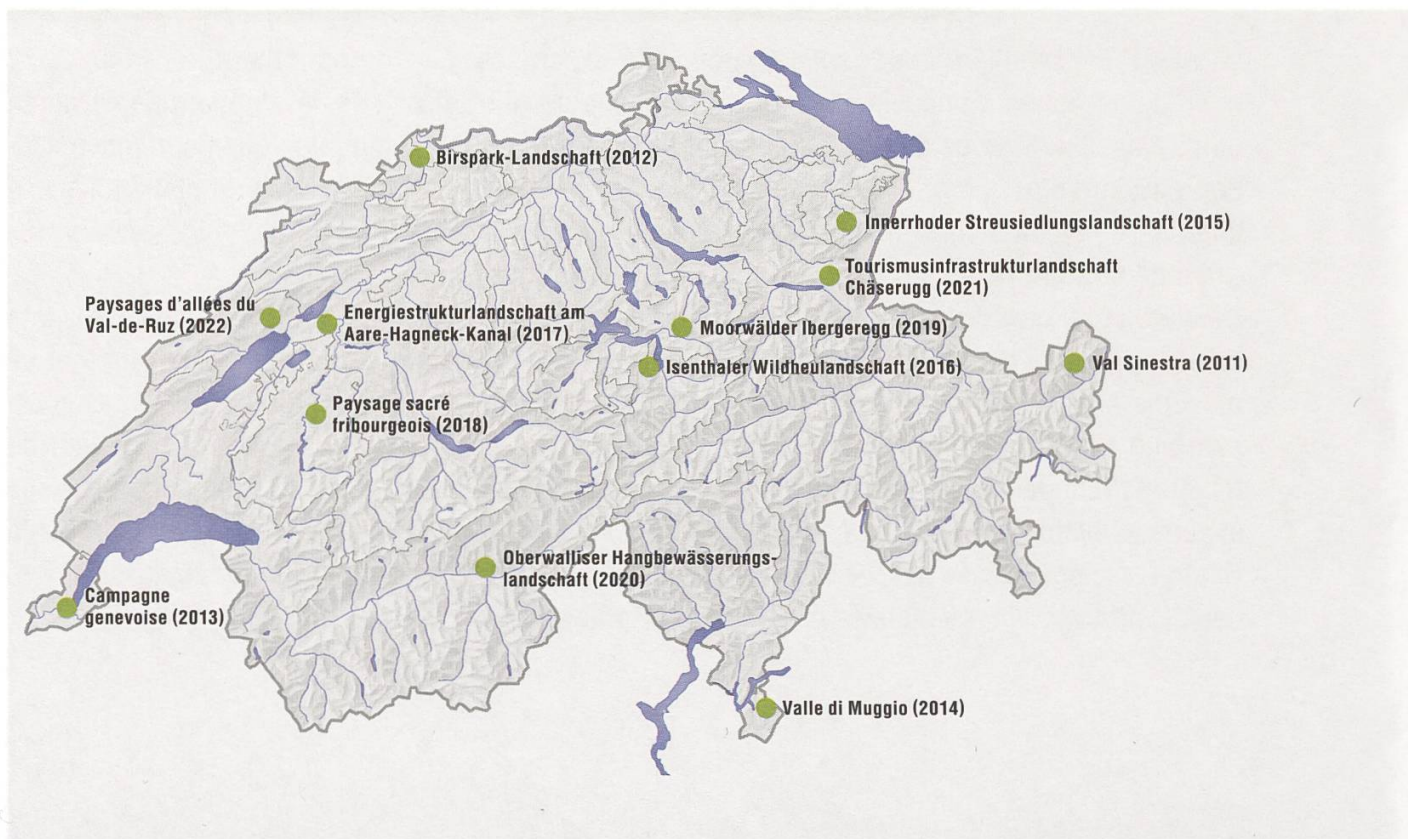 Birspark-Landschaft (2012)
Innerrhoder Streusiedlungslandschaft (2015)
Tourismusinfrastrukturlandschaft
Chäserugg (2021)
Paysages d'allées du
Val-de-Ruz (2022)
Energiestrukturlandschaft am
Aare-Hagneck-Kanal (2017)
Moorwälder Ibergeregg (2019)
Isenthaler Wildheulandschaft (2016)
Val Sinestra (2011)
Paysage sacré
fribourgeois (2018)
Oberwalliser Hangbewässerungs-
landschaft (2020)
Campagne
genevoise (2013)
Valle di Muggio (2014)